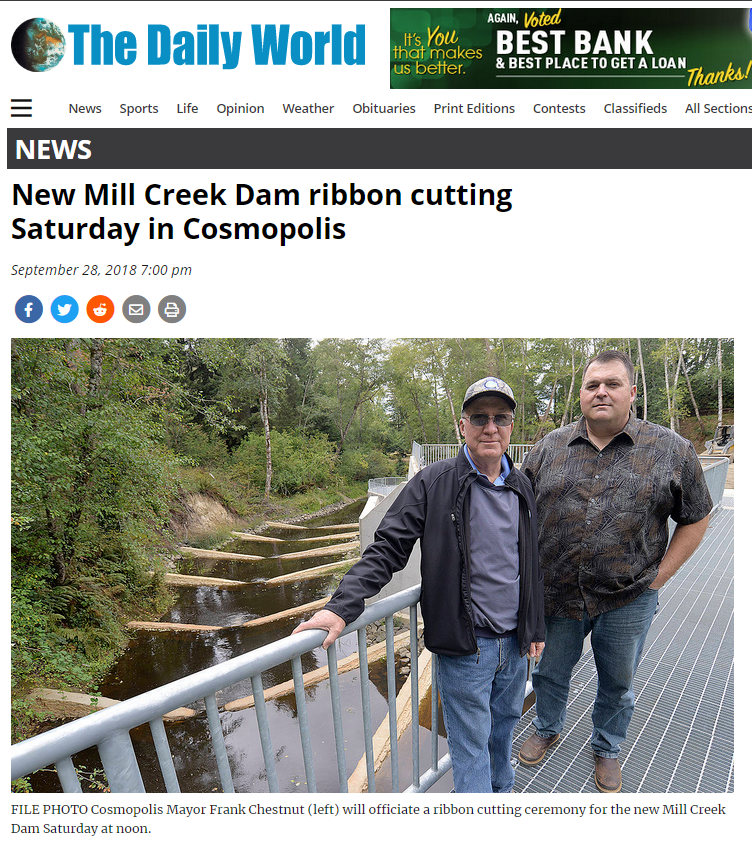 The Daily World
It's You that makes us better.
AGAIN, Voted
BEST BANK
& BEST PLACE TO GET A LOAN
Thanks!
News Sports Life Opinion Weather Obituaries Print Editions Contests Classifieds All Sections
NEWS
New Mill Creek Dam ribbon cutting
Saturday in Cosmopolis
September 28, 2018 7:00 pm
FILE PHOTO Cosmopolis Mayor Frank Chestnut (left) will officiate a ribbon cutting ceremony for the new Mill Creek
Dam Saturday at noon.